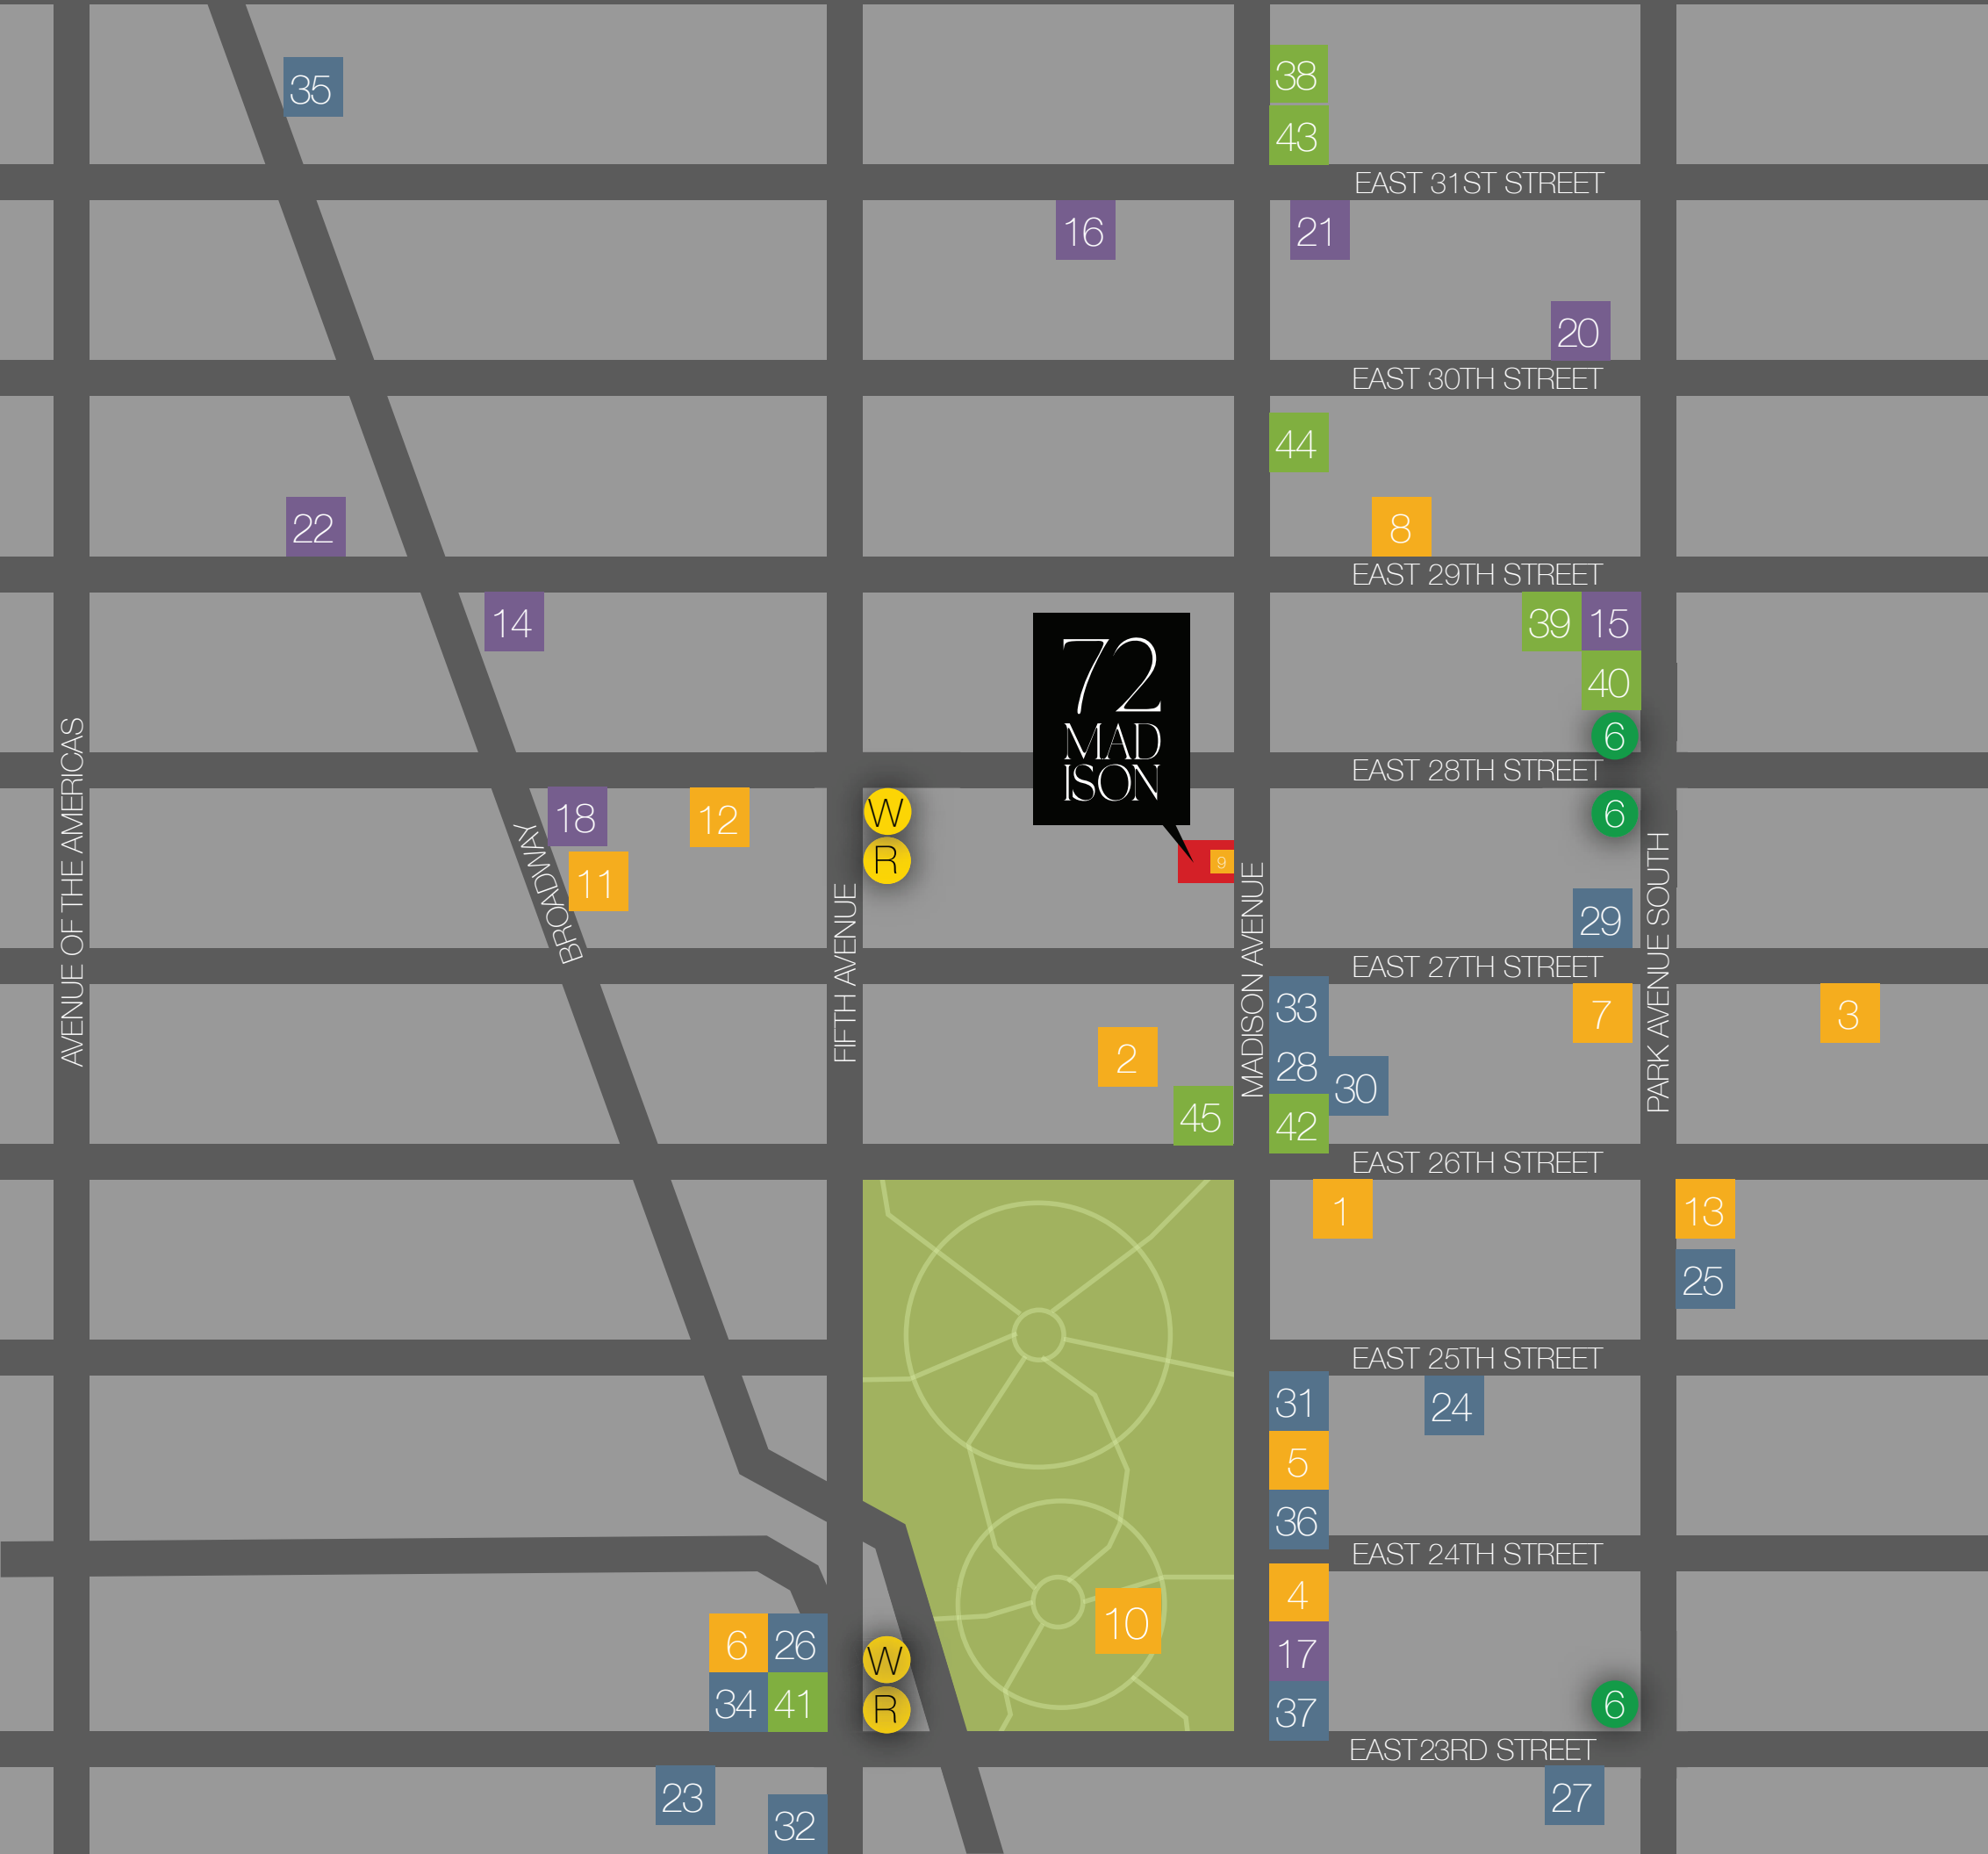 35
38
43
EAST 31ST STREET
16
21
20
EAST 30TH STREET
44
22
8
EAST 29TH STREET
14
39
15
72
MAD
ISON
40
6
EAST 28TH STREET
18
12
W
6
R
9
11
BROADWAY
29
AVENUE OF THE AMERICAS
FIFTH AVENUE
MADISON AVENUE
PARK AVENUE SOUTH
EAST 27TH STREET
33
7
3
2
28
30
45
42
EAST 26TH STREET
1
13
25
EAST 25TH STREET
31
24
5
36
EAST 24TH STREET
4
10
6
26
W
17
34
41
R
37
6
EAST23RD STREET
23
32
27